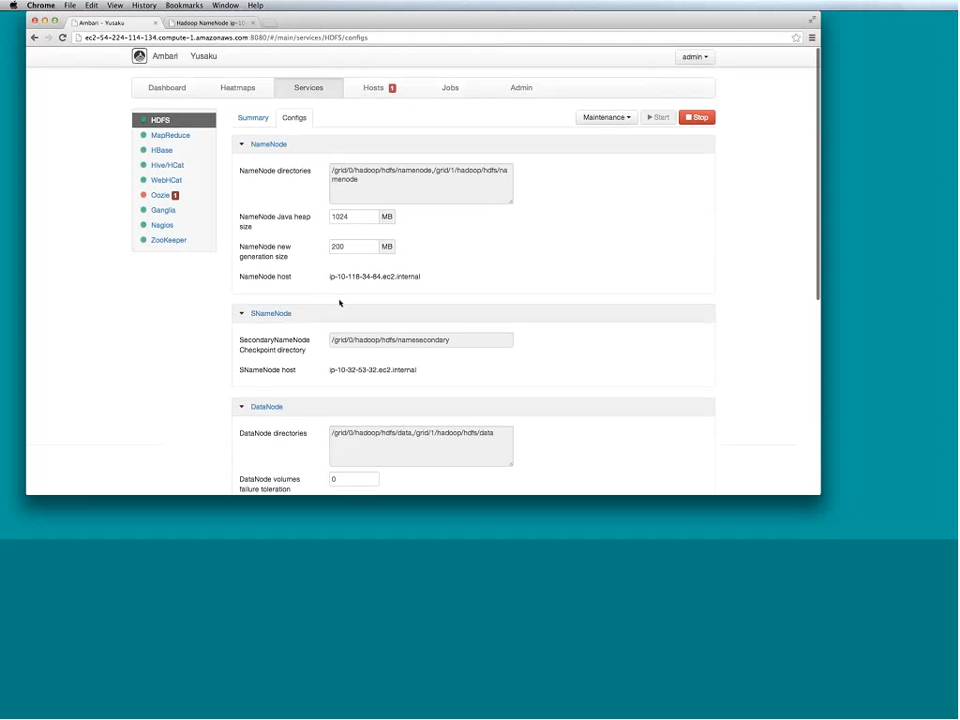 Chrome File Edit View History Bookmarks Window Help
Ambari - Yusaku × Hadoop NameNode ip-10- ×
ec2-54-224-114-134.compute-1.amazonaws.com:8080/#/main/services/HDFS/configs
Ambari Yusaku admin
Dashboard Heatmaps Services Hosts 1 Jobs Admin
HDFS
MapReduce
HBase
Hive/HCat
WebHCat
Oozie 1
Ganglia
Nagios
ZooKeeper
Summary Configs Maintenance Start Stop
NameNode
NameNode directories /grid/0/hadoop/hdfs/namenode,/grid/1/hadoop/hdfs/na
menode
NameNode Java heap 1024 MB
size
NameNode new 200 MB
generation size
NameNode host ip-10-118-34-64.ec2.internal
SNameNode
SecondaryNameNode /grid/0/hadoop/hdfs/namesecondary
Checkpoint directory
SNameNode host ip-10-32-53-32.ec2.internal
DataNode
DataNode directories /grid/0/hadoop/hdfs/data,/grid/1/hadoop/hdfs/data
DataNode volumes 0
failure toleration